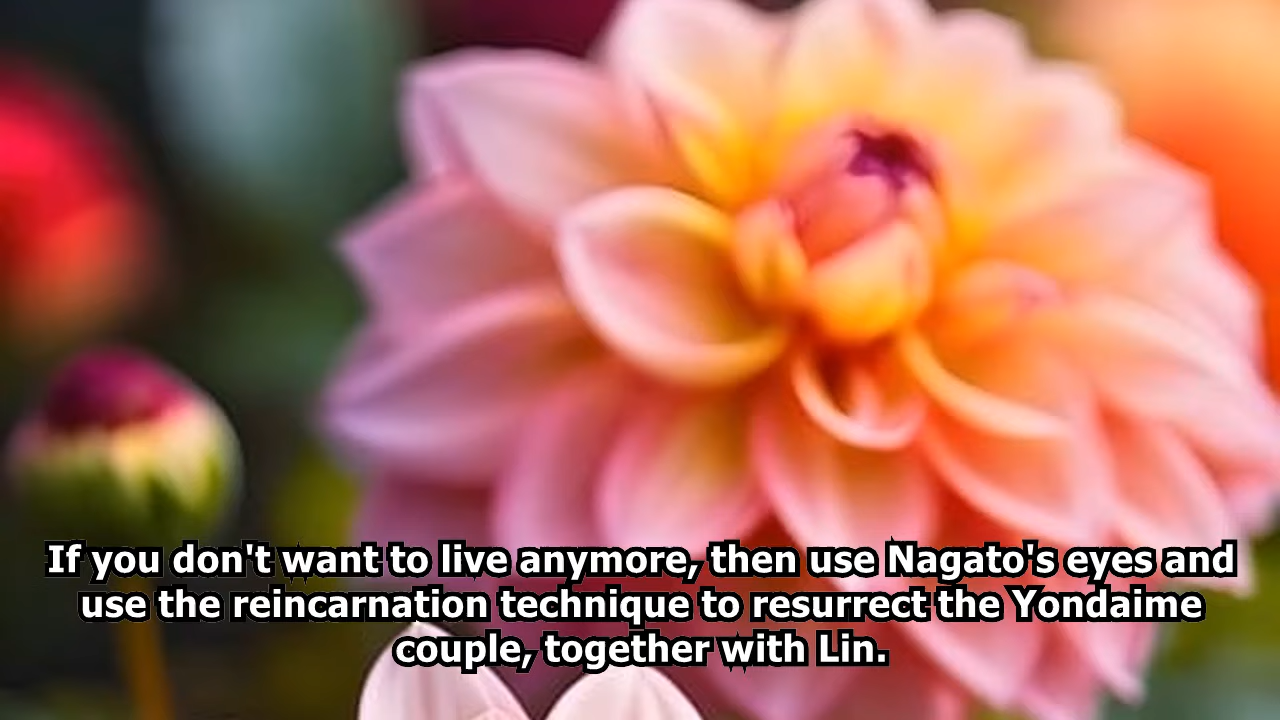 If you don't want to live anymore, then use Nagato's eyes and
use the reincarnation technique to resurrect the Yondaime
couple, together with Lin.